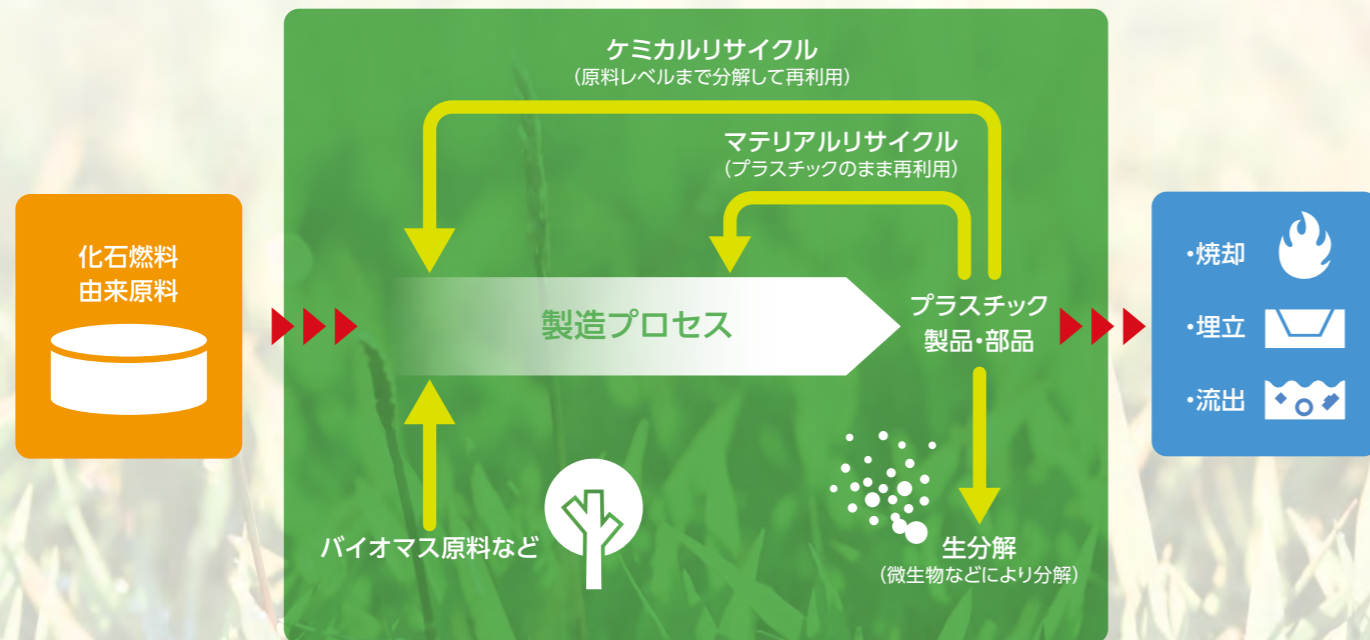 ケミカルリサイクル
（原料レベルまで分解して再利用）
マテリアルリサイクル
（プラスチックのまま再利用）
化石燃料
由来原料
製造プロセス
プラスチック
製品・部品
・焼却
・埋立
・流出
バイオマス原料など
生分解
（微生物などにより分解）